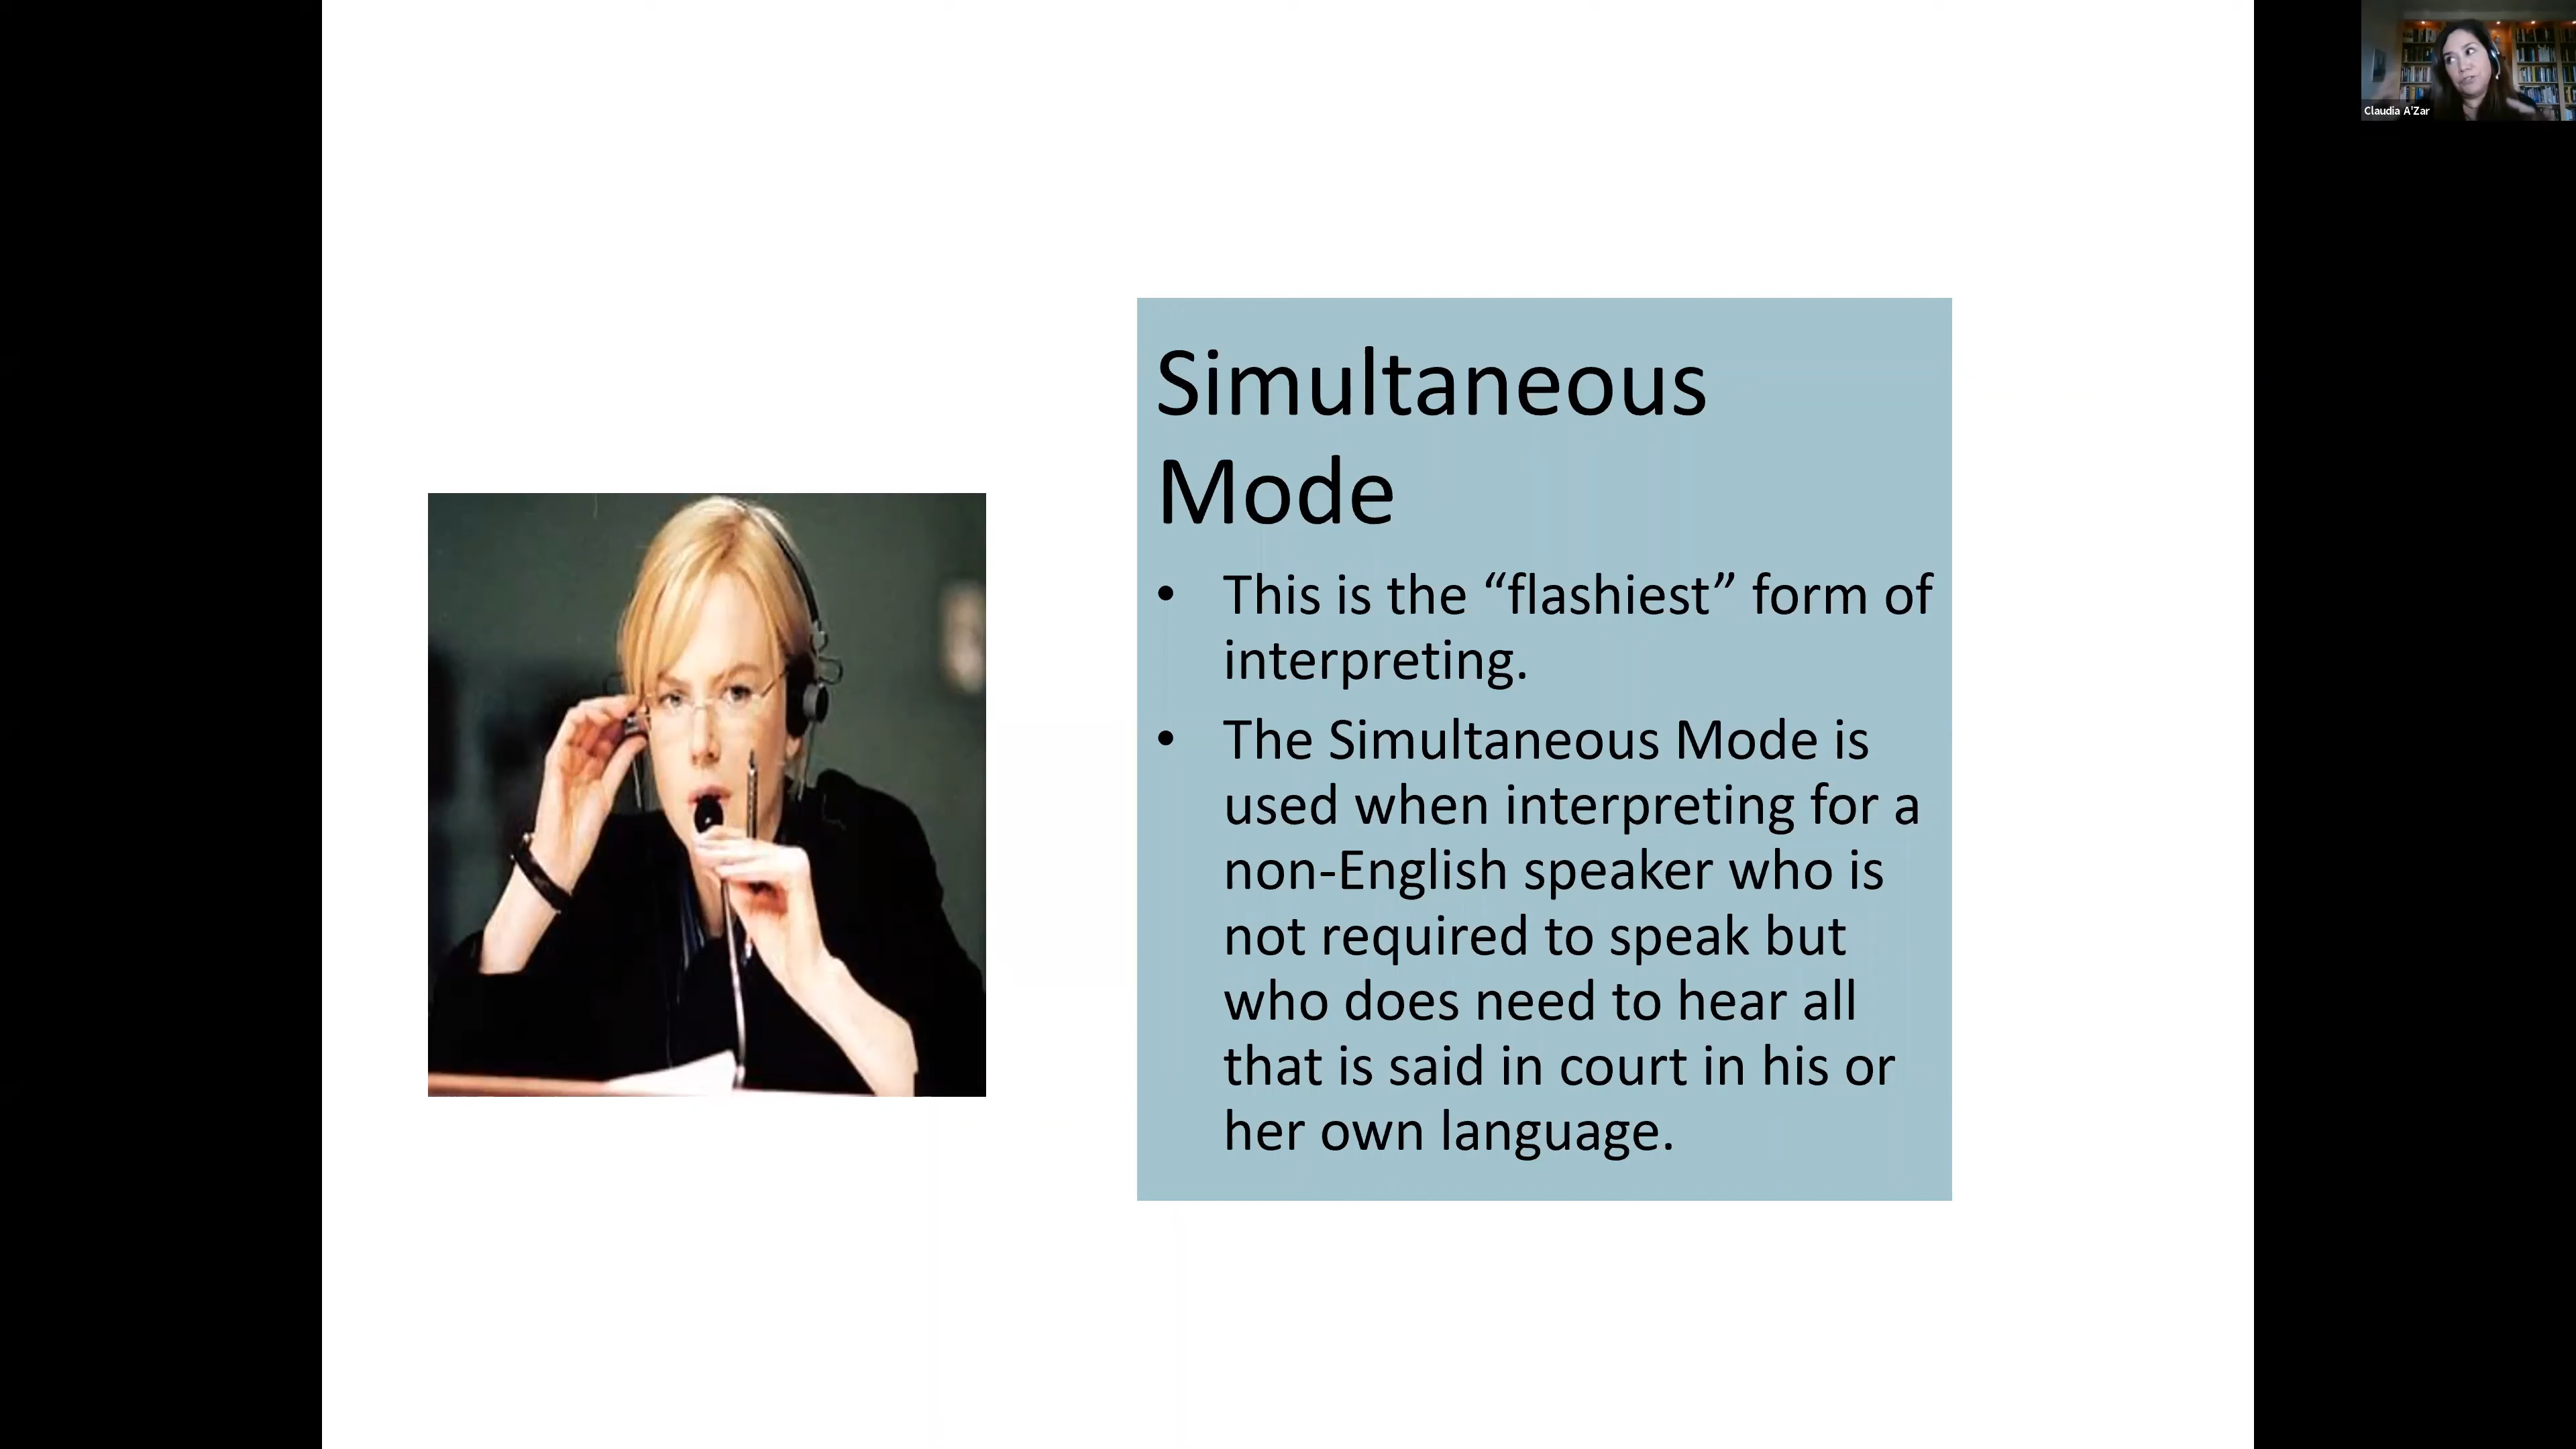 Claudia A'Zar
Simultaneous
Mode
• This is the “flashiest” form of
interpreting.
• The Simultaneous Mode is
used when interpreting for a
non-English speaker who is
not required to speak but
who does need to hear all
that is said in court in his or
her own language.